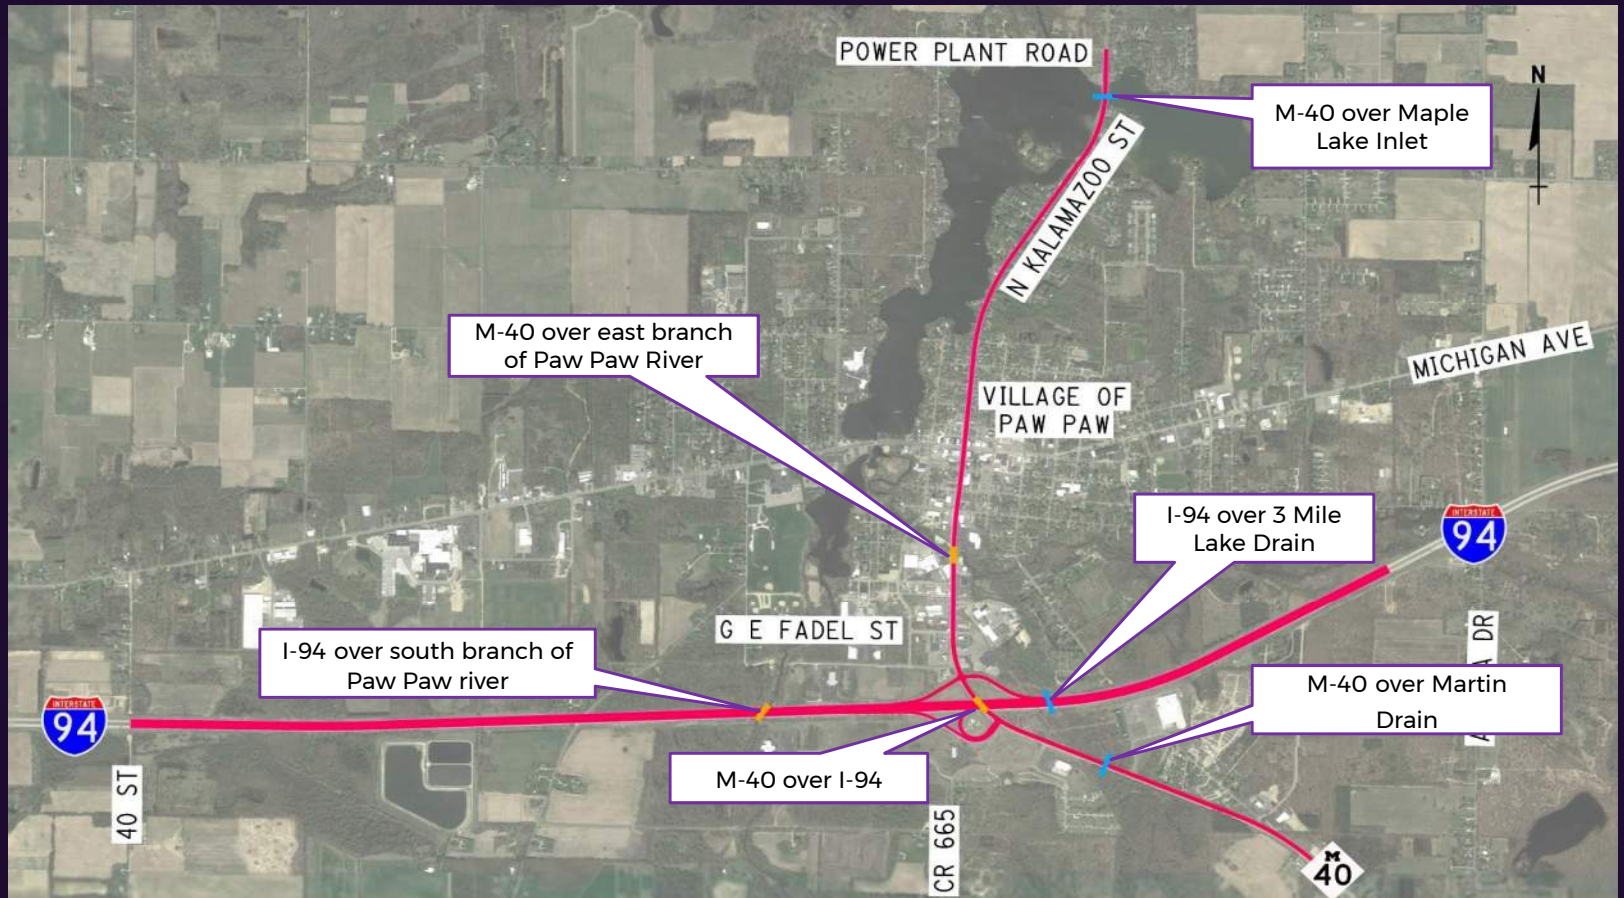 POWER PLANT ROAD
N
M-40 over Maple
Lake Inlet
N KALAMAZOO ST
M-40 over east branch
of Paw Paw River
MICHIGAN AVE
VILLAGE OF
PAW PAW
I-94 over 3 Mile
Lake Drain
INTERSTATE
94
G E FADEL ST
I-94 over south branch of
Paw Paw river
M-40 over Martin
Drain
DR
INTERSTATE
94
M-40 over I-94
40 ST
CR 665
M
40